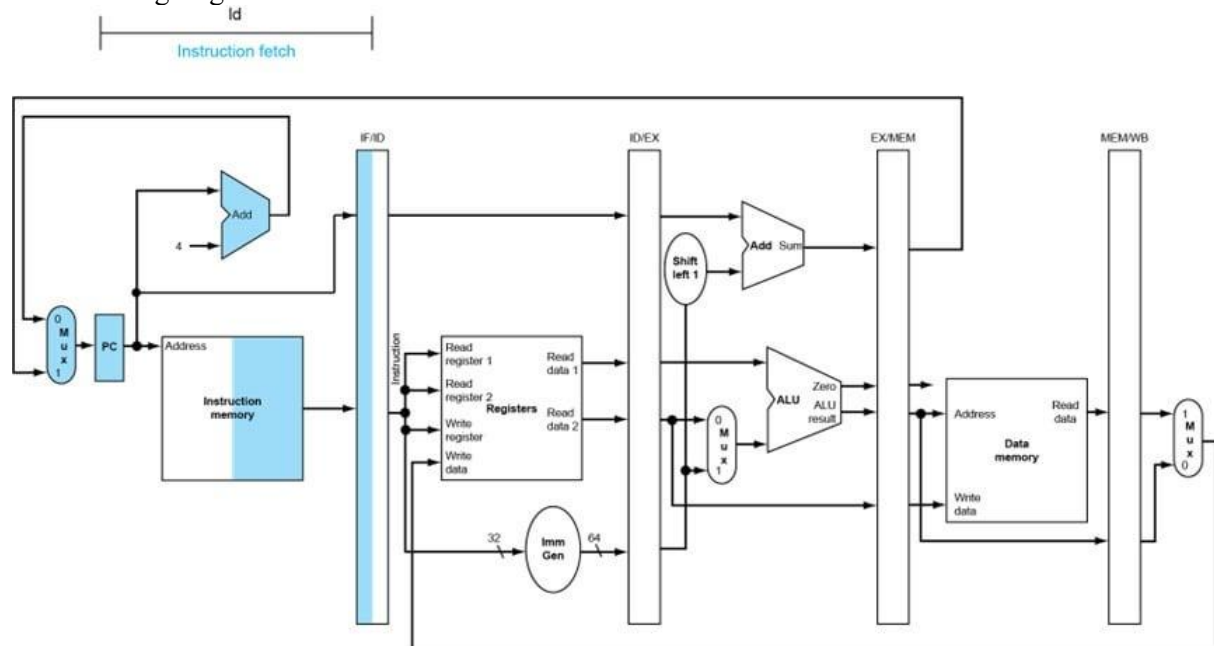 ld
Instruction fetch
IF/ID
ID/EX
EX/MEM
MEM/WB
Add
4
Add Sum
Shift
left 1
0
M
u
x
1
PC
Address
Instruction
memory
Instruction
Read
register 1
Read
register 2
Write
register
Write
data
Registers
Read
data 1
Read
data 2
0
M
u
x
1
ALU
Zero
ALU
result
Address
Read
data
Data
memory
Write
data
1
M
u
x
0
32
Imm
Gen
64